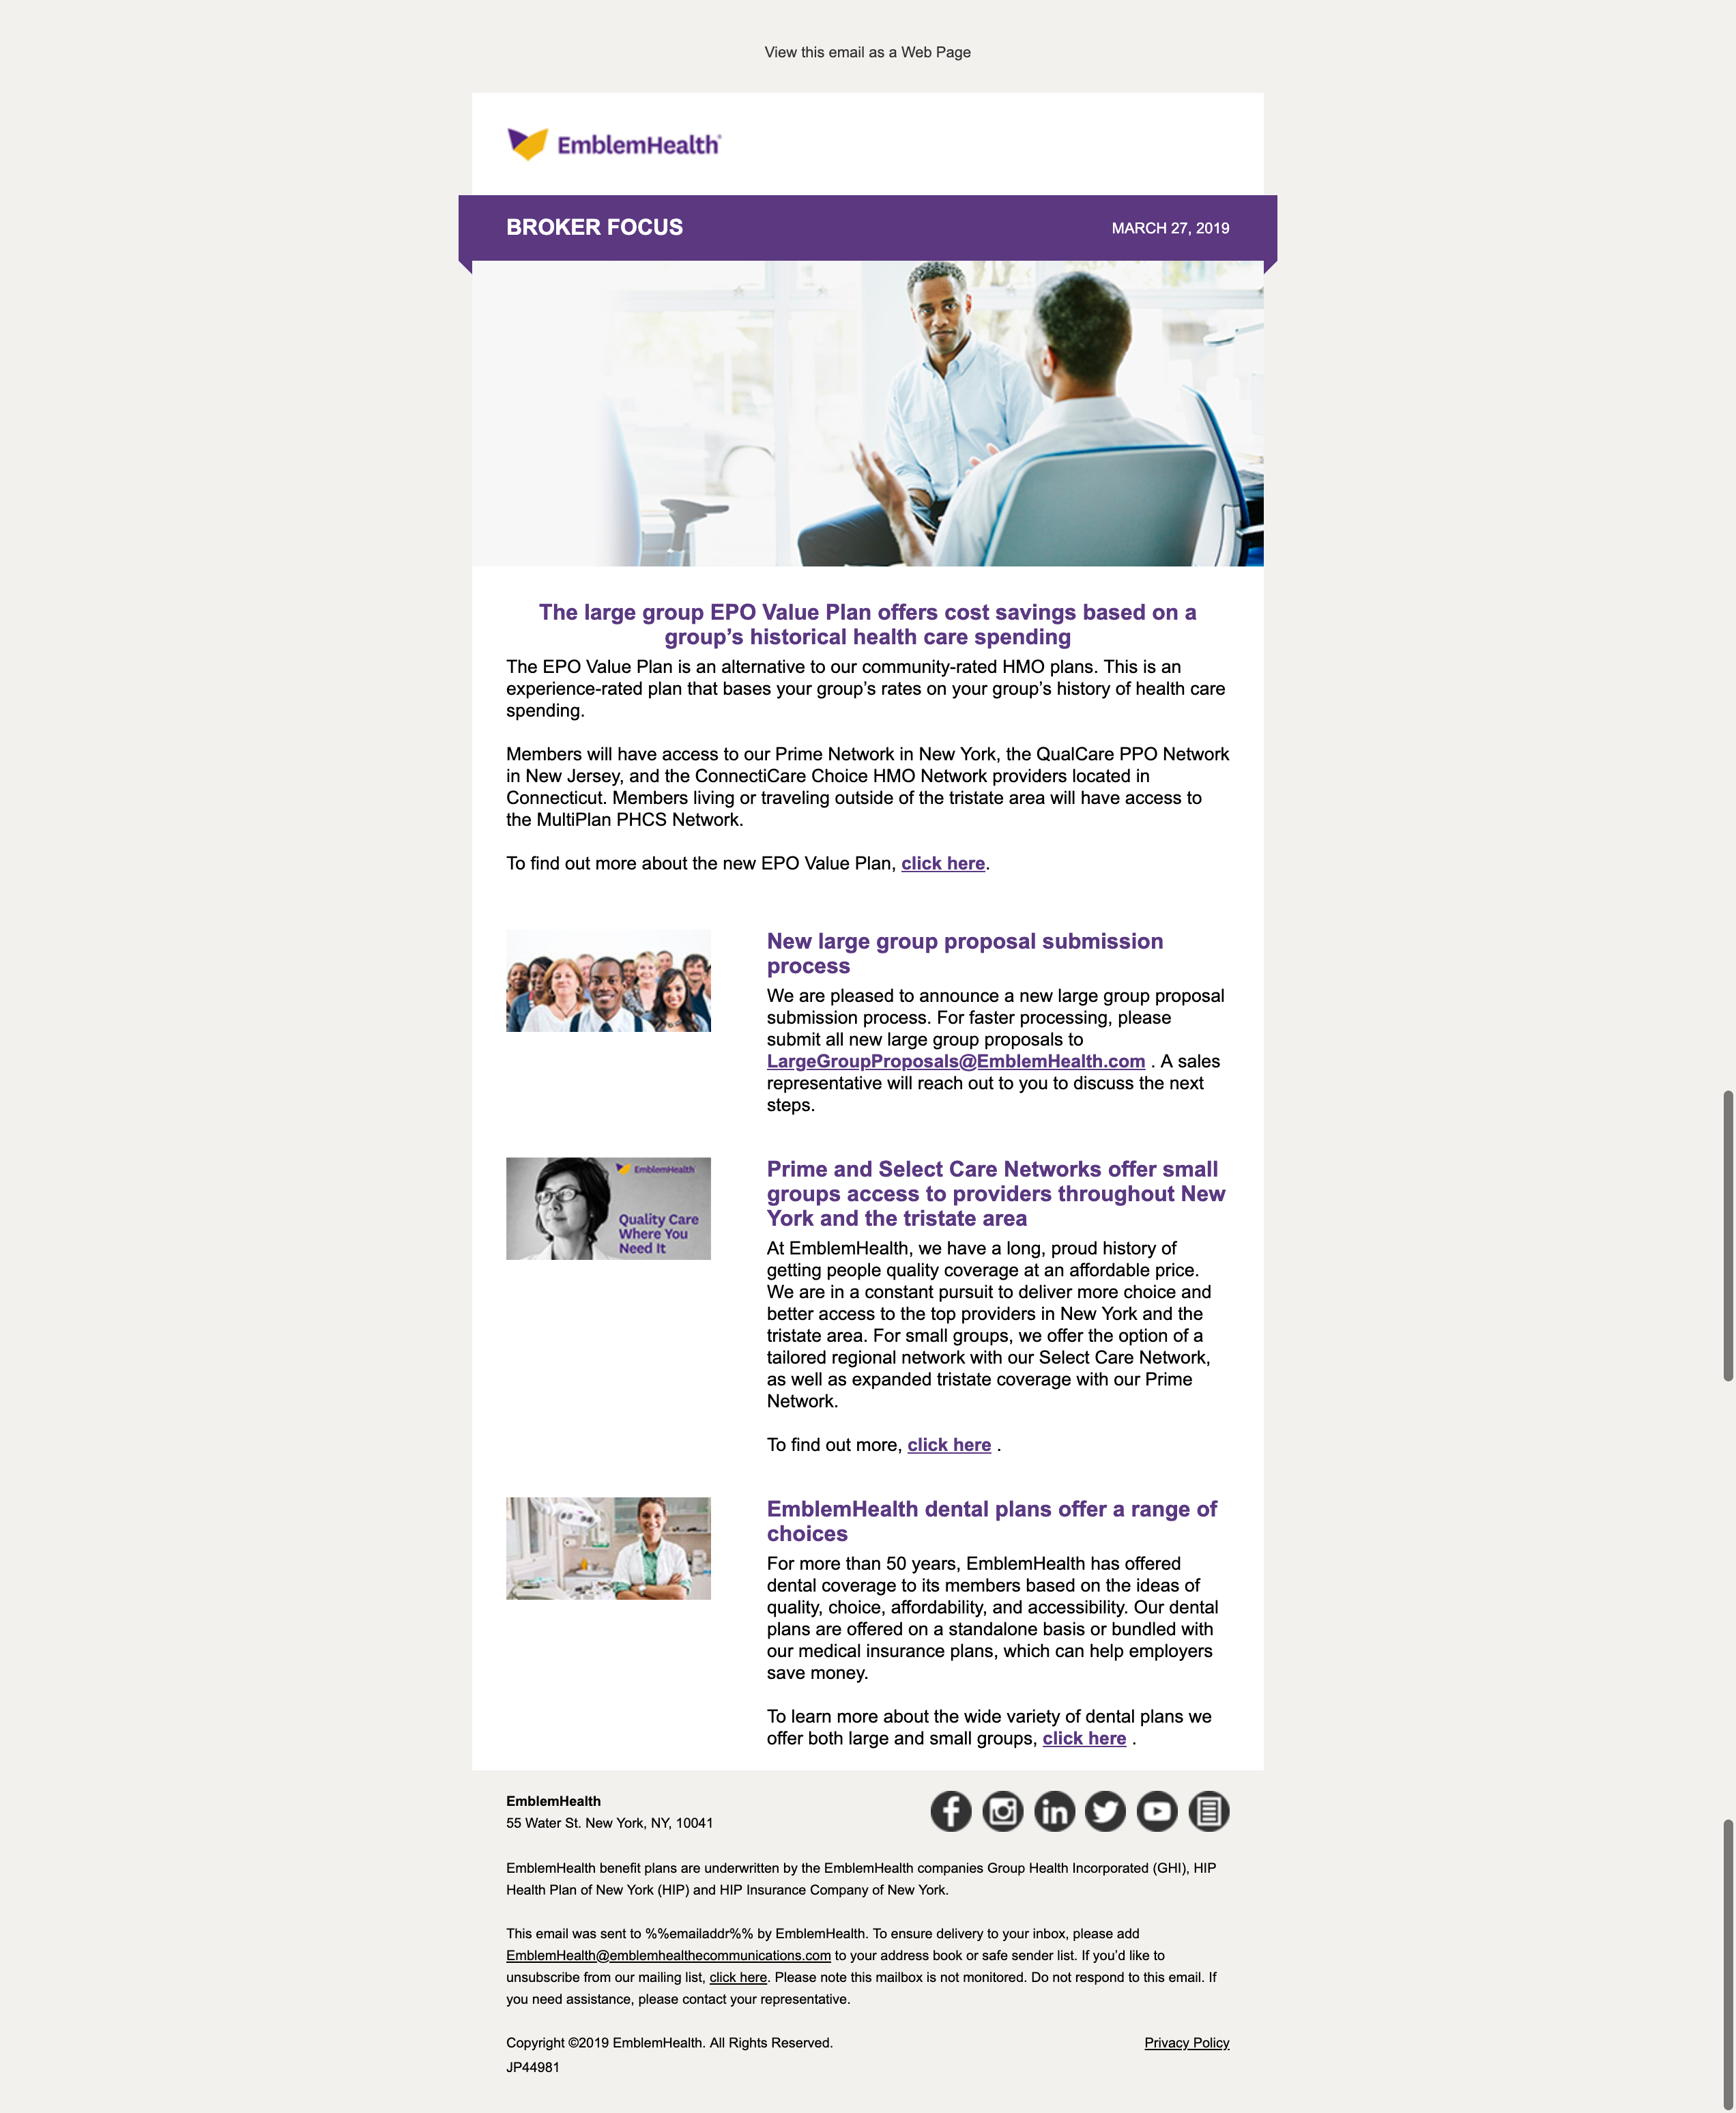 View this email as a Web Page
EmblemHealth®
BROKER FOCUS
MARCH 27, 2019
The large group EPO Value Plan offers cost savings based on a
group’s historical health care spending
The EPO Value Plan is an alternative to our community-rated HMO plans. This is an
experience-rated plan that bases your group’s rates on your group’s history of health care
spending.
Members will have access to our Prime Network in New York, the QualCare PPO Network
in New Jersey, and the ConnectiCare Choice HMO Network providers located in
Connecticut. Members living or traveling outside of the tristate area will have access to
the MultiPlan PHCS Network.
To find out more about the new EPO Value Plan, click here.
New large group proposal submission
process
We are pleased to announce a new large group proposal
submission process. For faster processing, please
submit all new large group proposals to
LargeGroupProposals@EmblemHealth.com . A sales
representative will reach out to you to discuss the next
steps.
EmblemHealth
Quality Care
Where You
Need It
Prime and Select Care Networks offer small
groups access to providers throughout New
York and the tristate area
At EmblemHealth, we have a long, proud history of
getting people quality coverage at an affordable price.
We are in a constant pursuit to deliver more choice and
better access to the top providers in New York and the
tristate area. For small groups, we offer the option of a
tailored regional network with our Select Care Network,
as well as expanded tristate coverage with our Prime
Network.
To find out more, click here .
EmblemHealth dental plans offer a range of
choices
For more than 50 years, EmblemHealth has offered
dental coverage to its members based on the ideas of
quality, choice, affordability, and accessibility. Our dental
plans are offered on a standalone basis or bundled with
our medical insurance plans, which can help employers
save money.
To learn more about the wide variety of dental plans we
offer both large and small groups, click here .
EmblemHealth
55 Water St. New York, NY, 10041
EmblemHealth benefit plans are underwritten by the EmblemHealth companies Group Health Incorporated (GHI), HIP
Health Plan of New York (HIP) and HIP Insurance Company of New York.
This email was sent to %%emailaddr%% by EmblemHealth. To ensure delivery to your inbox, please add
EmblemHealth@emblemhealthecommunications.com to your address book or safe sender list. If you’d like to
unsubscribe from our mailing list, click here. Please note this mailbox is not monitored. Do not respond to this email. If
you need assistance, please contact your representative.
Copyright ©2019 EmblemHealth. All Rights Reserved.
Privacy Policy
JP44981